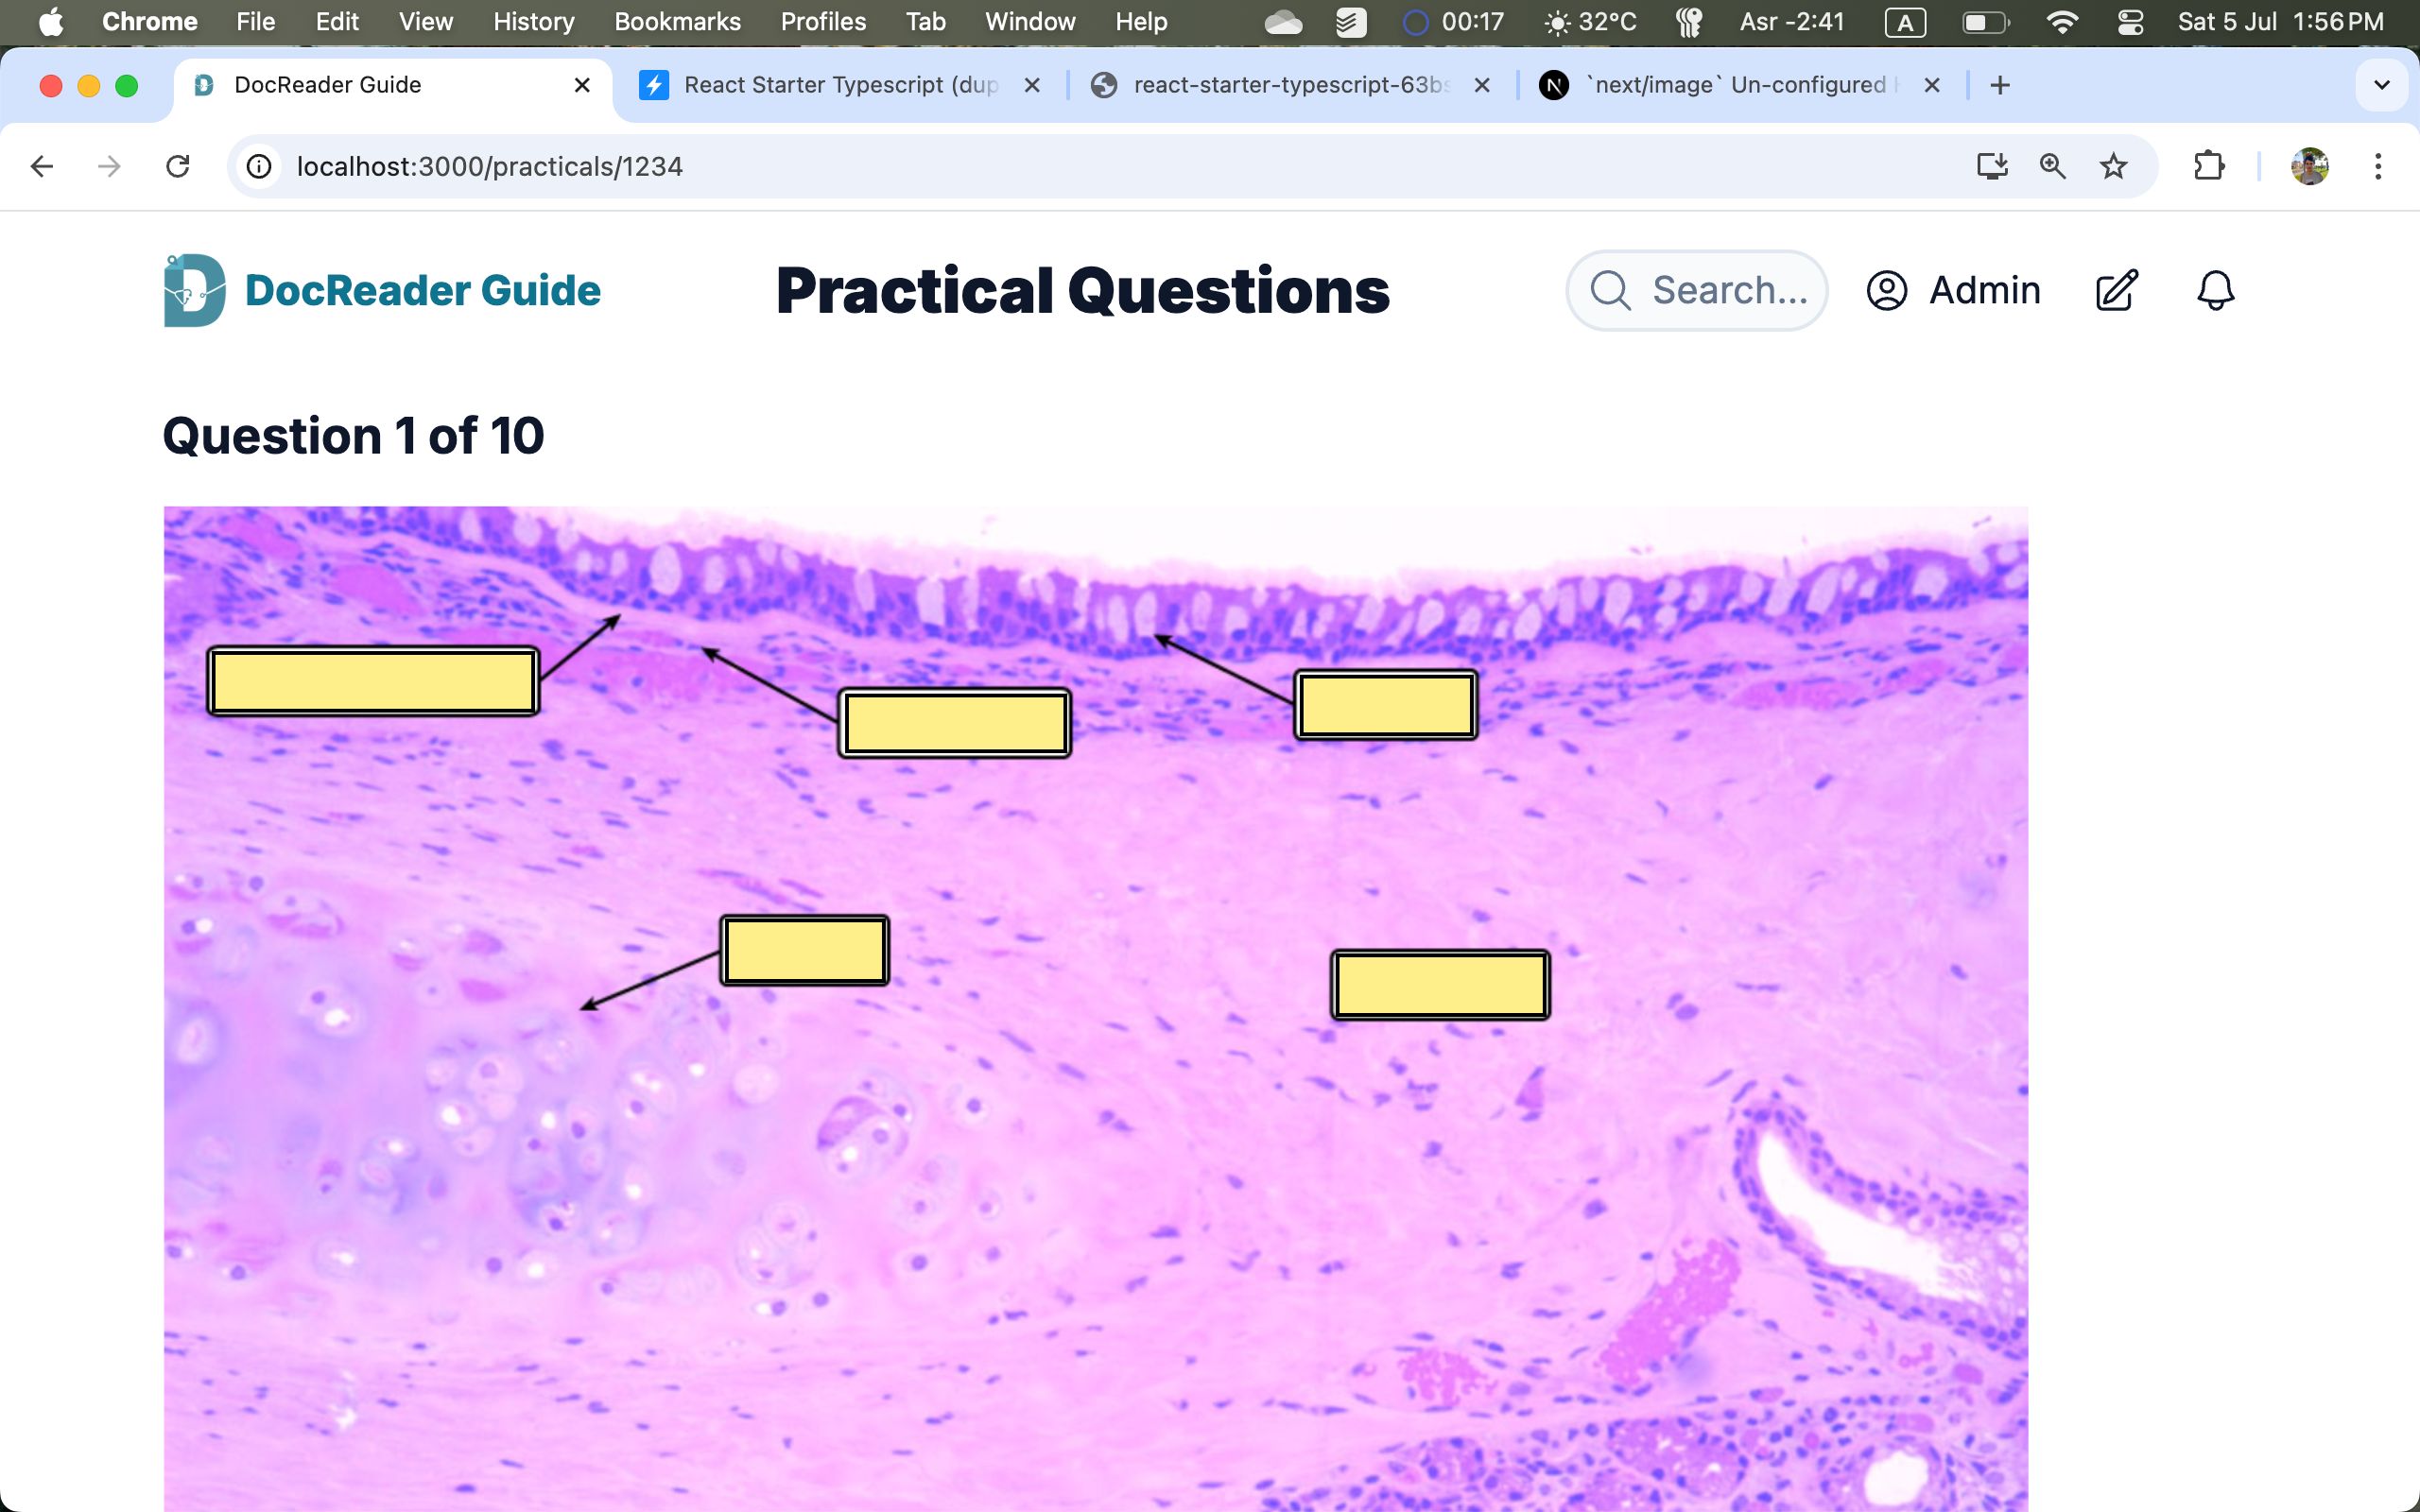 Chrome File Edit View History Bookmarks Profiles Tab Window Help 00:17 32°C Asr -2:41 A Sat 5 Jul 1:56 PM
DocReader Guide React Starter Typescript (dup react-starter-typescript-63bs `next/image` Un-configured
localhost:3000/practicals/1234
DocReader Guide Practical Questions Search... Admin
Question 1 of 10